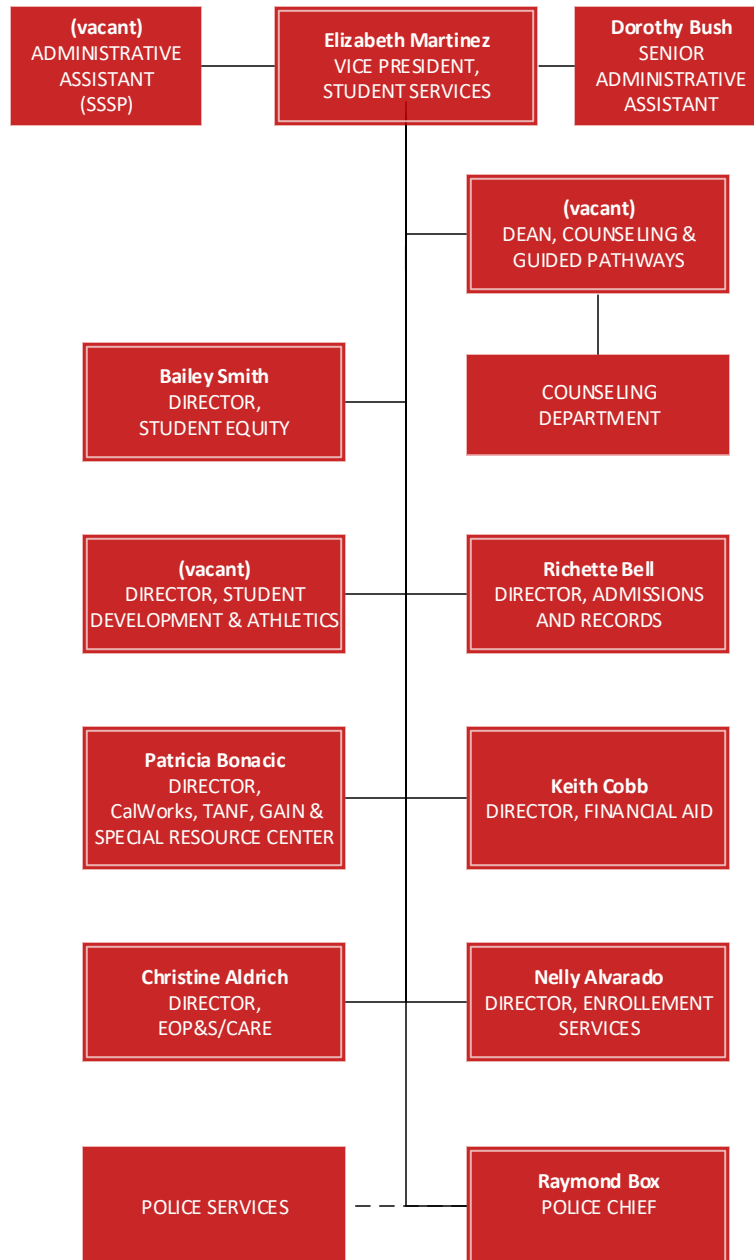 (vacant)
ADMINISTRATIVE
ASSISTANT
(SSSP)
Elizabeth Martinez
VICE PRESIDENT,
STUDENT SERVICES
Dorothy Bush
SENIOR
ADMINISTRATIVE
ASSISTANT
(vacant)
DEAN, COUNSELING &
GUIDED PATHWAYS
Bailey Smith
DIRECTOR,
STUDENT EQUITY
COUNSELING
DEPARTMENT
(vacant)
DIRECTOR, STUDENT
DEVELOPMENT & ATHLETICS
Richette Bell
DIRECTOR, ADMISSIONS
AND RECORDS
Patricia Bonacic
DIRECTOR,
CalWorks, TANF, GAIN &
SPECIAL RESOURCE CENTER
Keith Cobb
DIRECTOR, FINANCIAL AID
Christine Aldrich
DIRECTOR,
EOP&S/CARE
Nelly Alvarado
DIRECTOR, ENROLLEMENT
SERVICES
POLICE SERVICES
Raymond Box
POLICE CHIEF